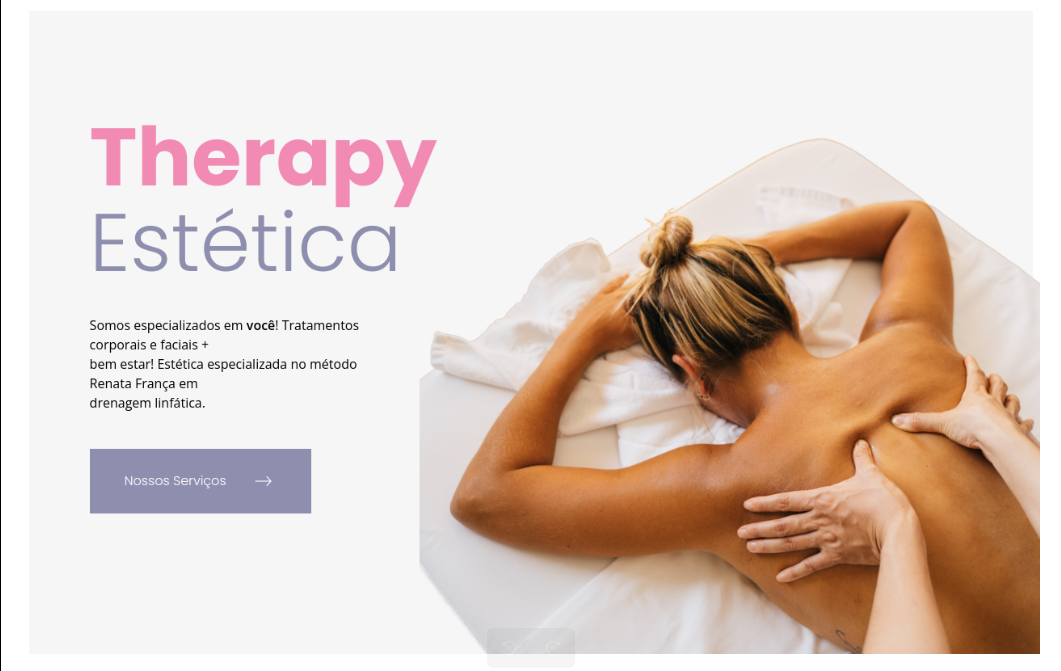 Therapy
Estética
Somos especializados em você! Tratamentos
corporais e faciais +
bem estar! Estética especializada no método
Renata França em
drenagem linfática.
Nossos Serviços →